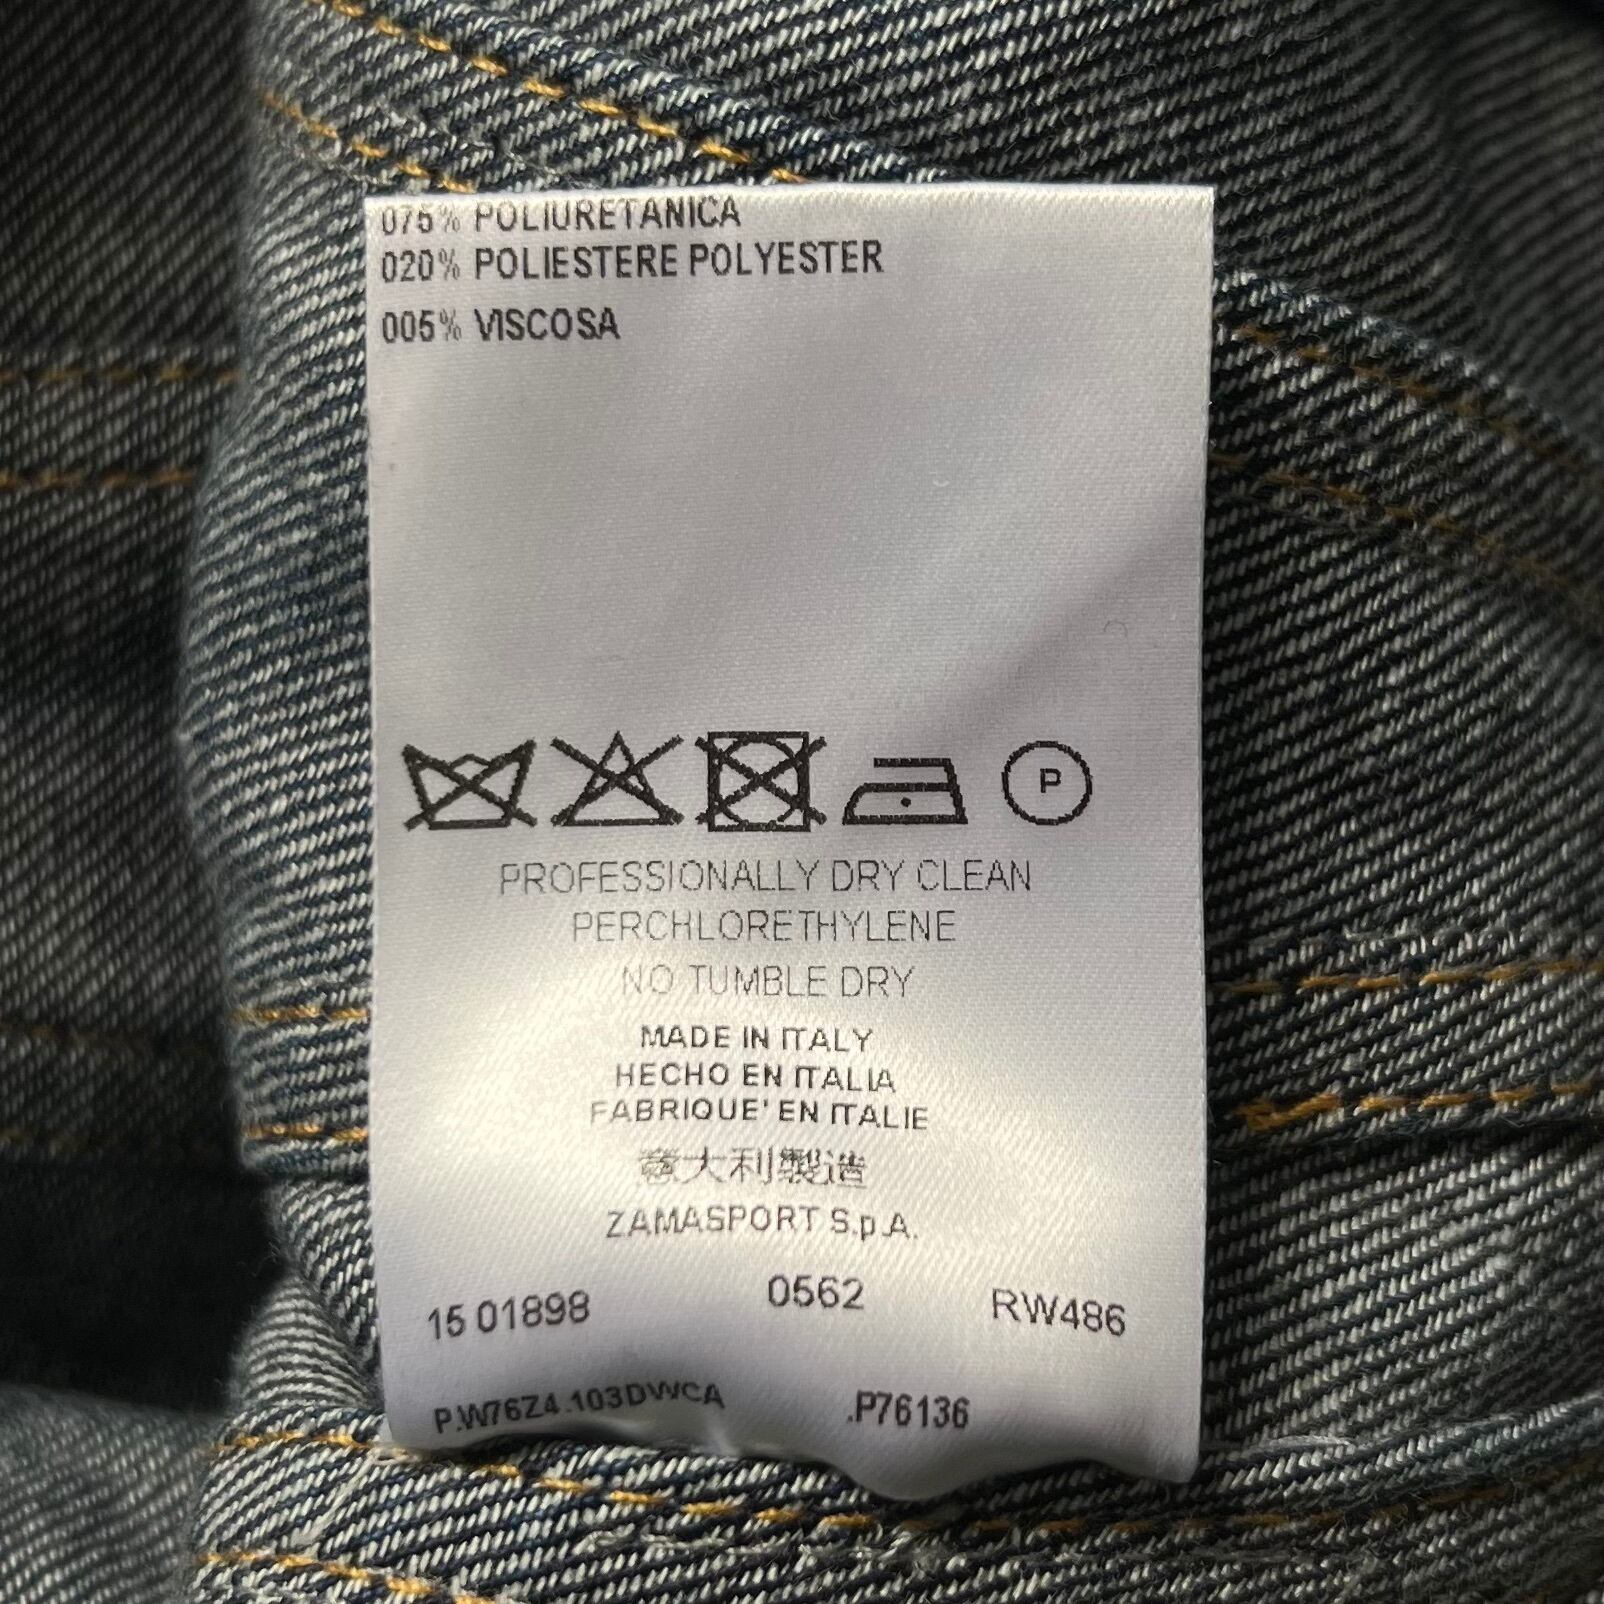 075% POLIURETANICA
020% POLIESTERE POLYESTER
005% VISCOSA
P
PROFESSIONALLY DRY CLEAN
PERCHLORETHYLENE
NO TUMBLE DRY
MADE IN ITALY
HECHO EN ITALIA
FABRIQUE' EN ITALIE
意大利製造
ZAMASPORT S.p.A.
15 01898 0562 RW486
P.W76Z4.103DWCA .P76136